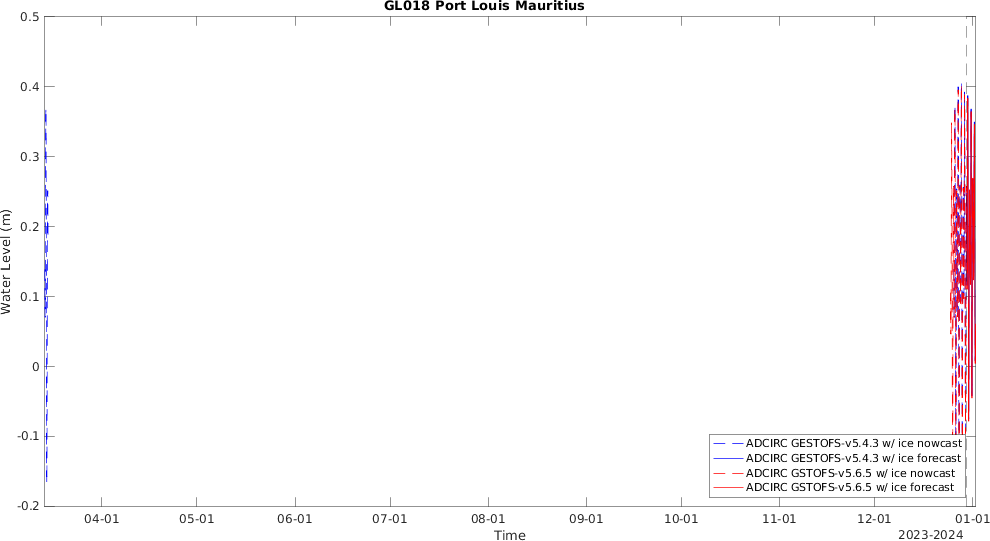 GL018 Port Louis Mauritius
0.5
0.4
0.3
0.2
0.1
0
-0.1
-0.2
Water Level (m)
ADCIRC GESTOFS-v5.4.3 w/ ice nowcast
ADCIRC GESTOFS-v5.4.3 w/ ice forecast
ADCIRC GSTOFS-v5.6.5 w/ ice nowcast
ADCIRC GSTOFS-v5.6.5 w/ ice forecast
04-01 05-01 06-01 07-01 08-01 09-01 10-01 11-01 12-01 01-01
2023-2024
Time